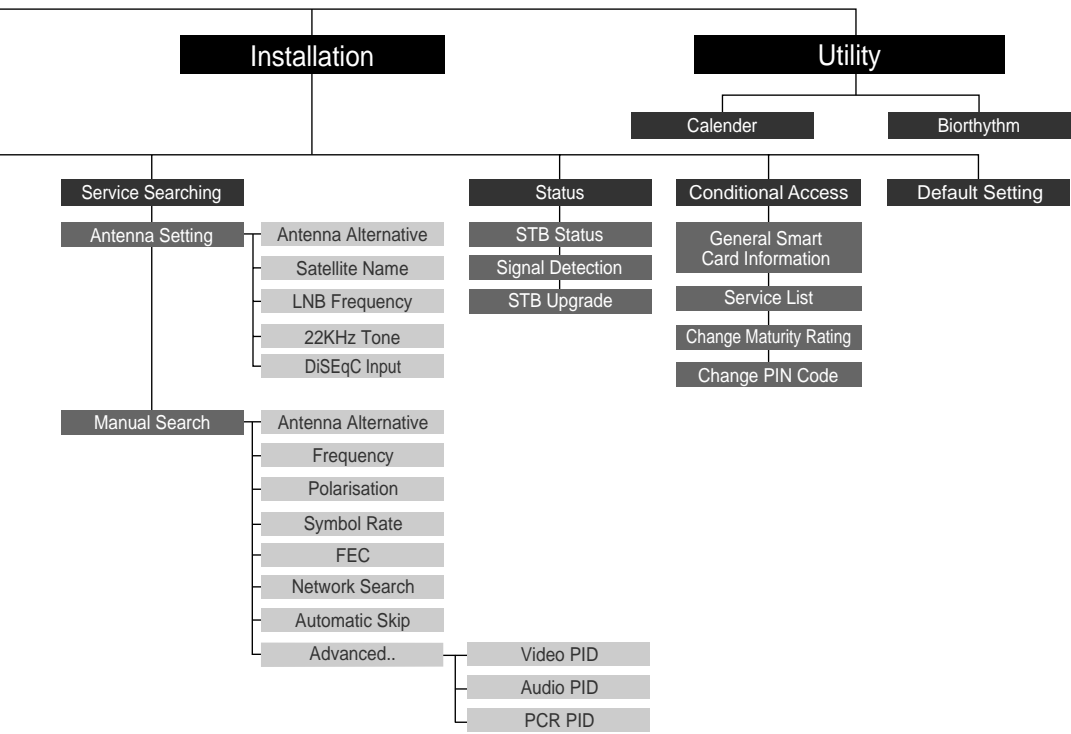 Installation
Utility
Calender
Biorthythm
Service Searching
Status
Conditional Access
Default Setting
Antenna Setting
Antenna Alternative
Satellite Name
LNB Frequency
22KHz Tone
DiSEqC Input
STB Status
Signal Detection
STB Upgrade
General Smart
Card Information
Service List
Change Maturity Rating
Change PIN Code
Manual Search
Antenna Alternative
Frequency
Polarisation
Symbol Rate
FEC
Network Search
Automatic Skip
Advanced..
Video PID
Audio PID
PCR PID